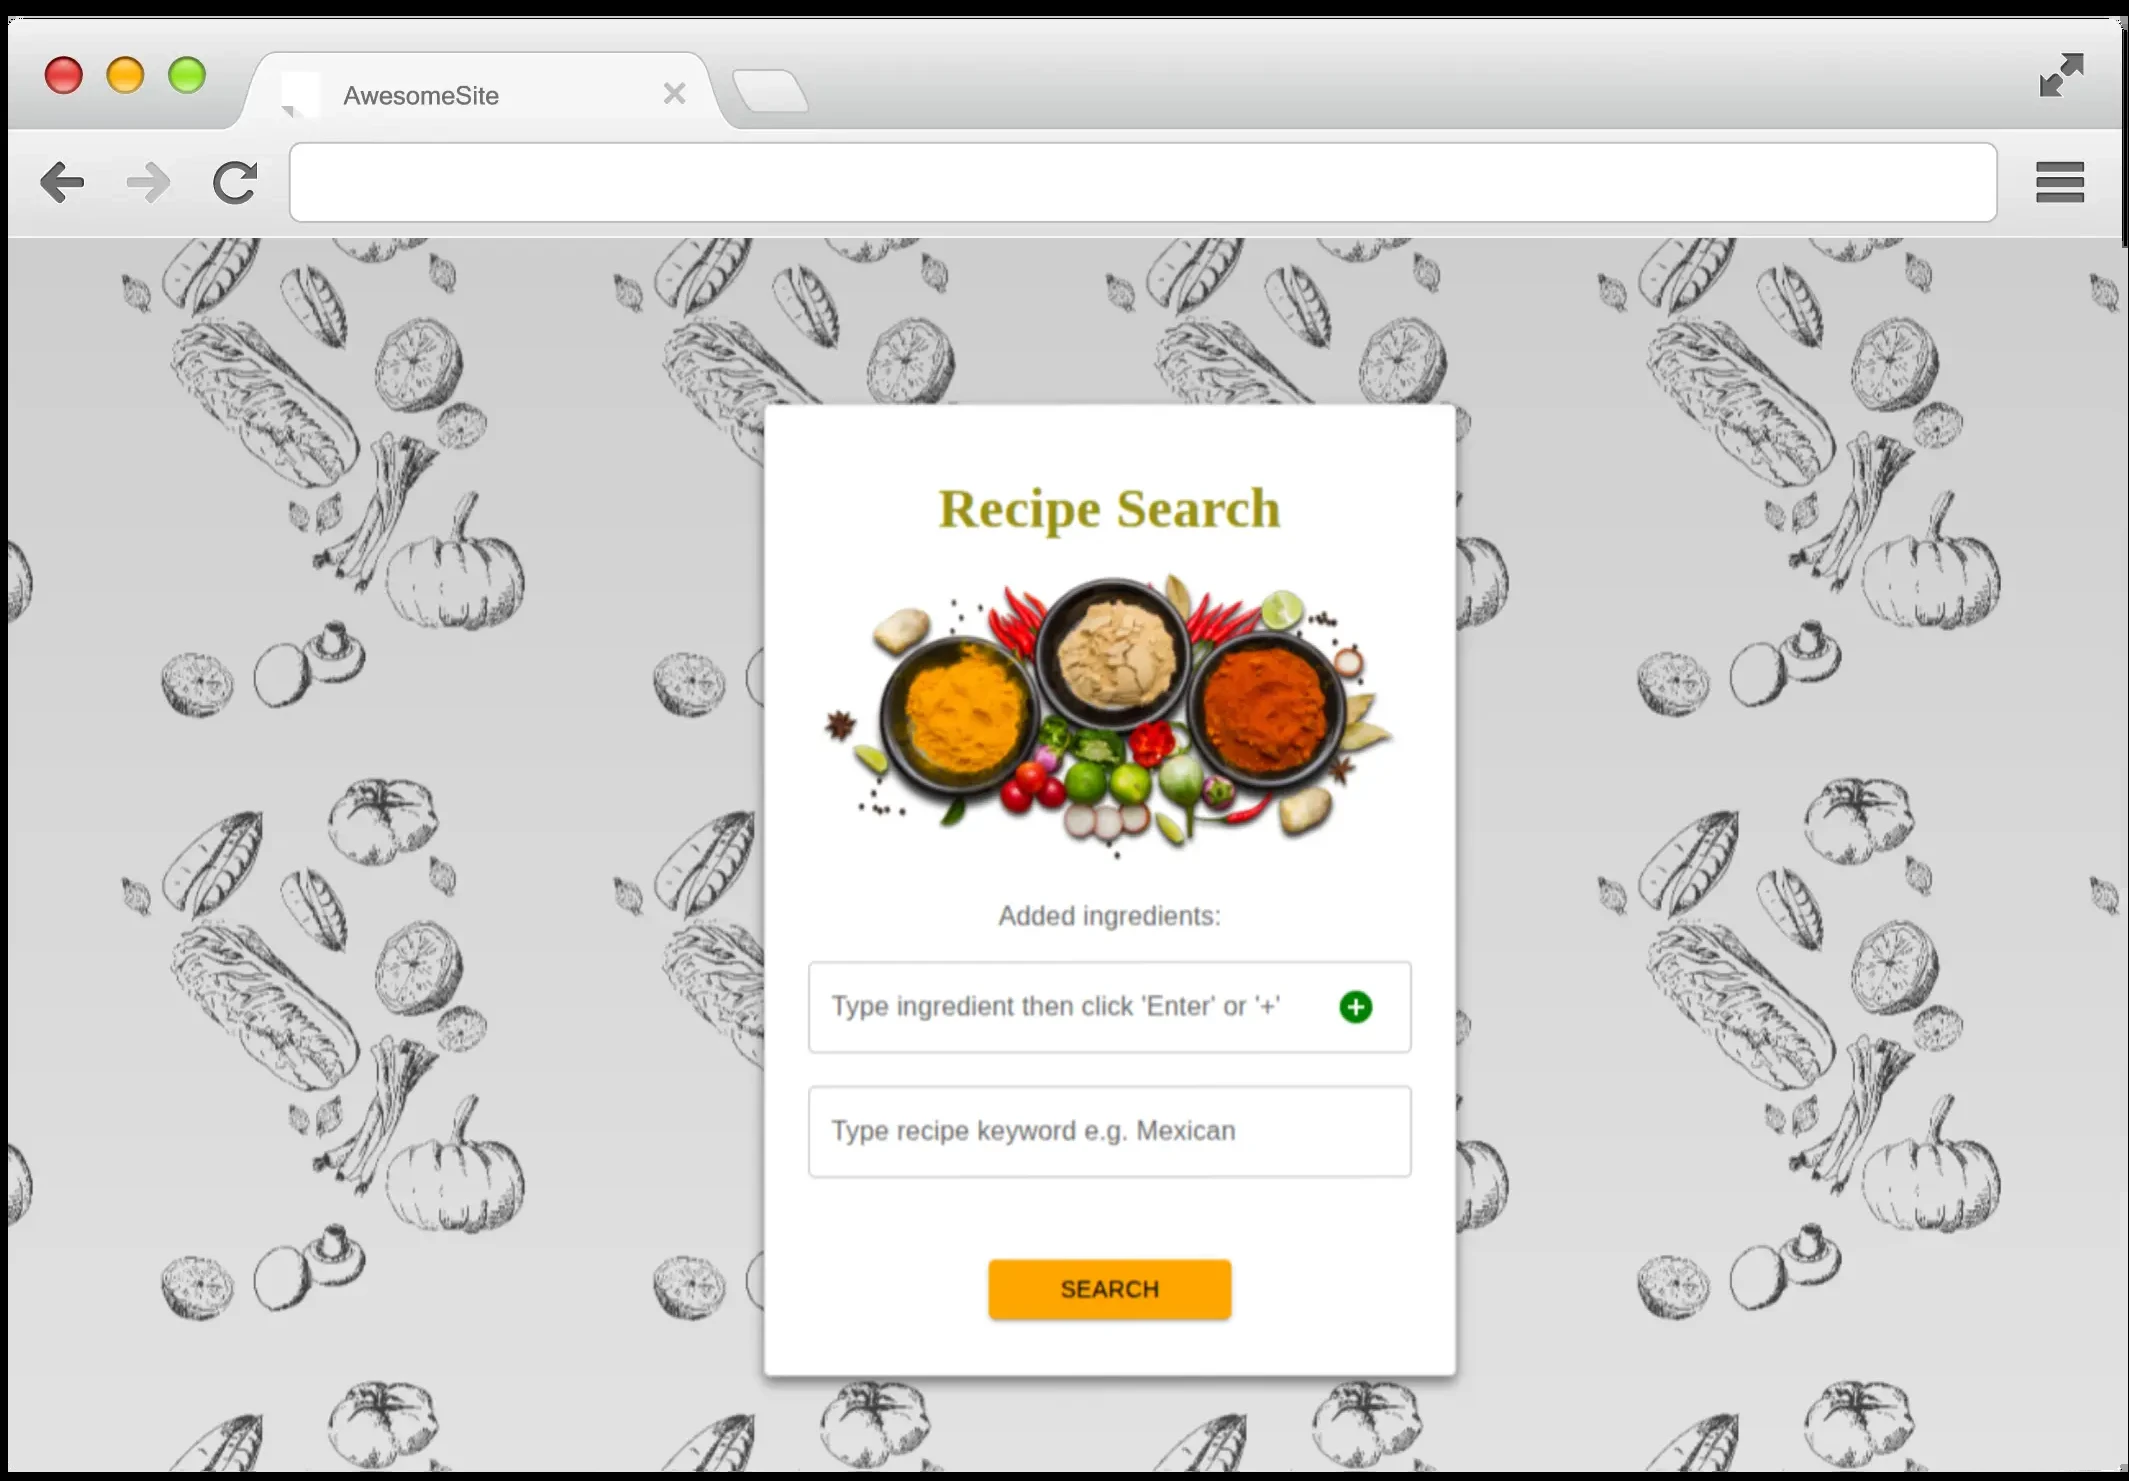 AwesomeSite
Recipe Search
Added ingredients:
Type ingredient then click 'Enter' or '+'
Type recipe keyword e.g. Mexican
SEARCH